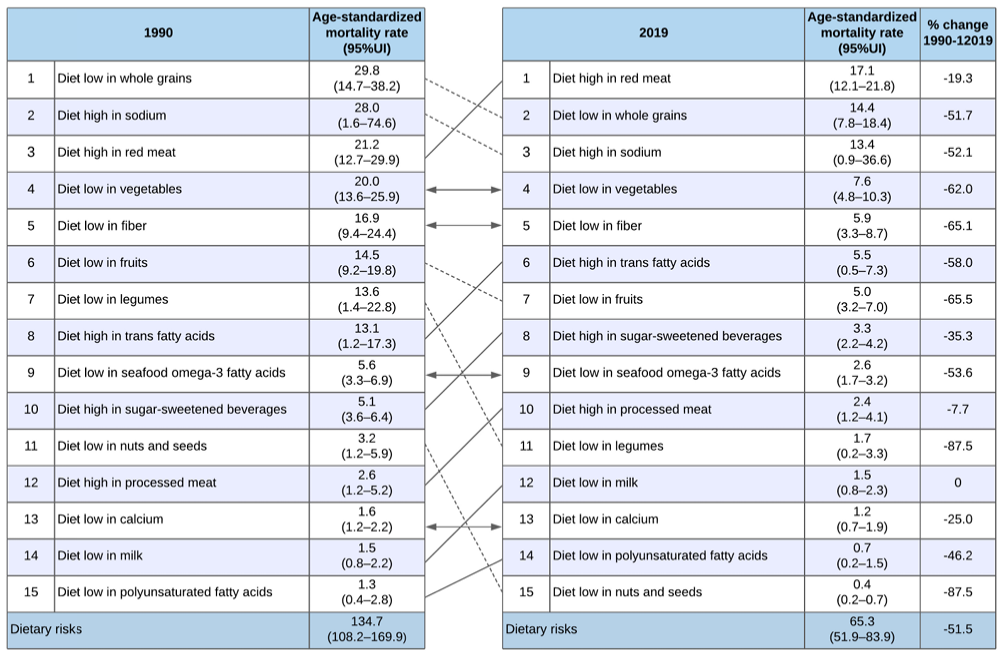 1990
Age-standardized
mortality rate
(95%UI)
2019
Age-standardized
mortality rate
(95%UI)
% change
1990-12019
1 Diet low in whole grains 29.8
(14.7–38.2)
1 Diet high in red meat 17.1
(12.1–21.8)
-19.3
2 Diet high in sodium 28.0
(1.6–74.6)
2 Diet low in whole grains 14.4
(7.8–18.4)
-51.7
3 Diet high in red meat 21.2
(12.7–29.9)
3 Diet high in sodium 13.4
(0.9–36.6)
-52.1
4 Diet low in vegetables 20.0
(13.6–25.9)
4 Diet low in vegetables 7.6
(4.8–10.3)
-62.0
5 Diet low in fiber 16.9
(9.4–24.4)
5 Diet low in fiber 5.9
(3.3–8.7)
-65.1
6 Diet low in fruits 14.5
(9.2–19.8)
6 Diet high in trans fatty acids 5.5
(0.5–7.3)
-58.0
7 Diet low in legumes 13.6
(1.4–22.8)
7 Diet low in fruits 5.0
(3.2–7.0)
-65.5
8 Diet high in trans fatty acids 13.1
(1.2–17.3)
8 Diet high in sugar-sweetened beverages 3.3
(2.2–4.2)
-35.3
9 Diet low in seafood omega-3 fatty acids 5.6
(3.3–6.9)
9 Diet low in seafood omega-3 fatty acids 2.6
(1.7–3.2)
-53.6
10 Diet high in sugar-sweetened beverages 5.1
(3.6–6.4)
10 Diet high in processed meat 2.4
(1.2–4.1)
-7.7
11 Diet low in nuts and seeds 3.2
(1.2–5.9)
11 Diet low in legumes 1.7
(0.2–3.3)
-87.5
12 Diet high in processed meat 2.6
(1.2–5.2)
12 Diet low in milk 1.5
(0.8–2.3)
0
13 Diet low in calcium 1.6
(1.2–2.2)
13 Diet low in calcium 1.2
(0.7–1.9)
-25.0
14 Diet low in milk 1.5
(0.8–2.2)
14 Diet low in polyunsaturated fatty acids 0.7
(0.2–1.5)
-46.2
15 Diet low in polyunsaturated fatty acids 1.3
(0.4–2.8)
15 Diet low in nuts and seeds 0.4
(0.2–0.7)
-87.5
Dietary risks 134.7
(108.2–169.9)
Dietary risks 65.3
(51.9–83.9)
-51.5